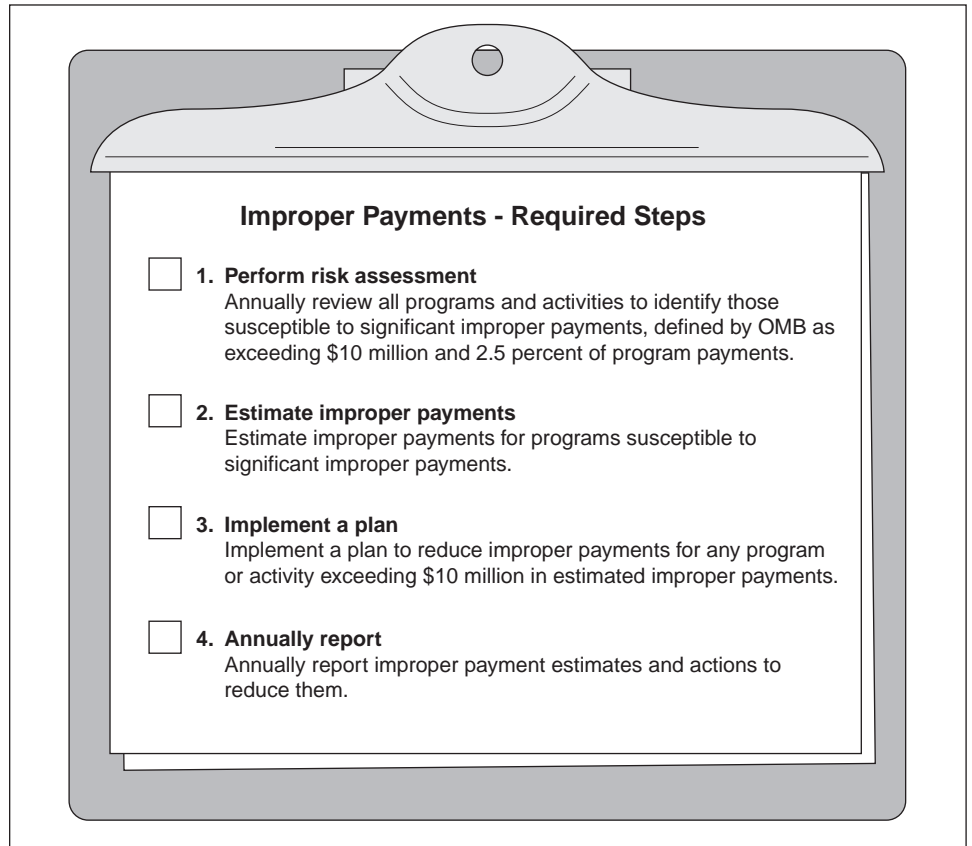 Improper Payments - Required Steps
1. Perform risk assessment
Annually review all programs and activities to identify those
susceptible to significant improper payments, defined by OMB as
exceeding $10 million and 2.5 percent of program payments.
2. Estimate improper payments
Estimate improper payments for programs susceptible to
significant improper payments.
3. Implement a plan
Implement a plan to reduce improper payments for any program
or activity exceeding $10 million in estimated improper payments.
4. Annually report
Annually report improper payment estimates and actions to
reduce them.